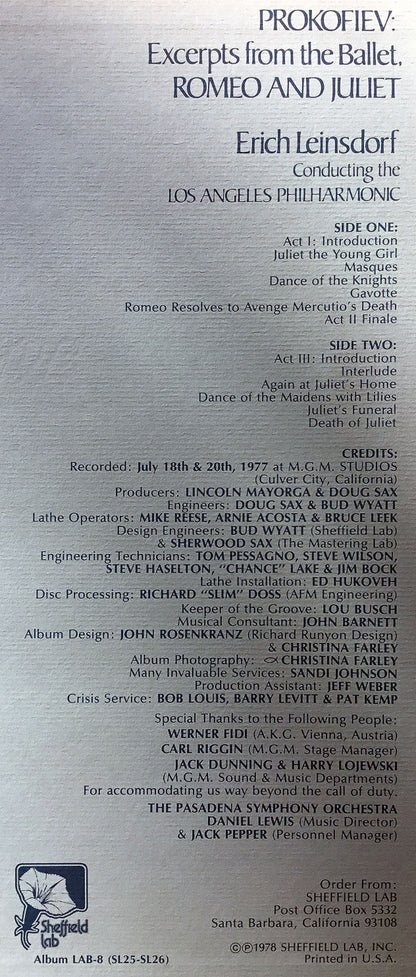 PROKOFIEV:
Excerpts from the Ballet,
ROMEO AND JULIET
Erich Leinsdorf
Conducting the
LOS ANGELES PHILHARMONIC
SIDE ONE:
Act I: Introduction
Juliet the Young Girl
Masques
Dance of the Knights
Gavotte
Romeo Resolves to Avenge Mercutio's Death
Act II Finale
SIDE TWO:
Act III: Introduction
Interlude
Again at Juliet's Home
Dance of the Maidens with Lilies
Juliet's Funeral
Death of Juliet
CREDITS:
Recorded: July 18th & 20th, 1977 at M.G.M. STUDIOS
(Culver City, California)
Producers: LINCOLN MAYORGA & DOUG SAX
Engineers: DOUG SAX & BUD WYATT
Lathe Operators: MIKE REESE, ARNIE ACOSTA & BRUCE LEEK
Design Engineers: BUD WYATT (Sheffield Lab)
& SHERWOOD SAX (The Mastering Lab)
Engineering Technicians: TOM PESSAGNO, STEVE WILSON,
STEVE HASELTON, "CHANCE" LAKE & JIM BOCK
Lathe Installation: ED HUKOVEH
Disc Processing: RICHARD "SLIM" DOSS (AFM Engineering)
Keeper of the Groove: LOU BUSCH
Musical Consultant: JOHN BARNETT
Album Design: JOHN ROSENKRANZ (Richard Runyon Design)
& CHRISTINA FARLEY
Album Photography: CHRISTINA FARLEY
Many Invaluable Services: SANDI JOHNSON
Production Assistant: JEFF WEBER
Crisis Service: BOB LOUIS, BARRY LEVITT & PAT KEMP
Special Thanks to the Following People:
WERNER FIDI (A.K.G. Vienna, Austria)
CARL RIGGIN (M.G.M. Stage Manager)
JACK DUNNING & HARRY LOJEWSKI
(M.G.M. Sound & Music Departments)
For accommodating us way beyond the call of duty.
THE PASADENA SYMPHONY ORCHESTRA
DANIEL LEWIS (Music Director)
& JACK PEPPER (Personnel Manager)
Sheffield
Lab
Album LAB-8 (SL25-SL26)
Order From:
SHEFFIELD LAB
Post Office Box 5332
Santa Barbara, California 93108
©℗1978 SHEFFIELD LAB, INC.
Printed in U.S.A.